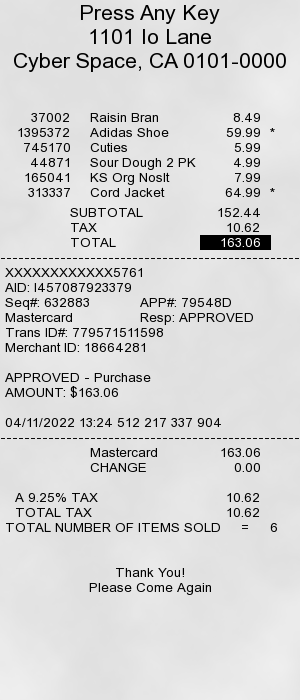 Press Any Key
1101 Io Lane
Cyber Space, CA 0101-0000
37002 Raisin Bran 8.49
1395372 Adidas Shoe 59.99 *
745170 Cuties 5.99
44871 Sour Dough 2 PK 4.99
165041 KS Org Noslt 7.99
313337 Cord Jacket 64.99 *
SUBTOTAL 152.44
TAX 10.62
TOTAL 163.06
XXXXXXXXXXXX5761
AID: I457087923379
Seq#: 632883 APP#: 79548D
Mastercard Resp: APPROVED
Trans ID#: 779571511598
Merchant ID: 18664281
APPROVED - Purchase
AMOUNT: $163.06
04/11/2022 13:24 512 217 337 904
Mastercard 163.06
CHANGE 0.00
A 9.25% TAX 10.62
TOTAL TAX 10.62
TOTAL NUMBER OF ITEMS SOLD = 6
Thank You!
Please Come Again